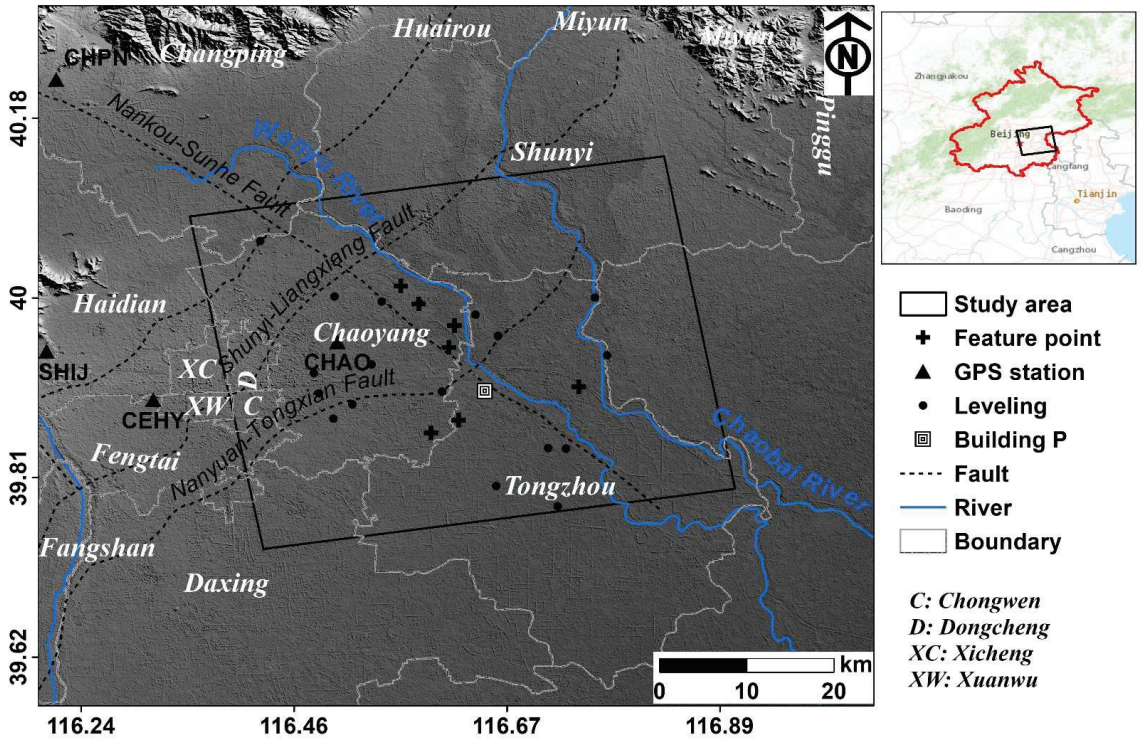 CHPN
Changping
Huairou
Miyun
Miyun
N
Pinggu
Nankou-Sunhe Fault
Wenyu River
Shunyi
Shunyi-Liangxiang Fault
Haidian
Chaoyang
CHAO
SHIJ
XC
D
XW
C
CEHY
Nanyuan-Tongxian Fault
Fengtai
Tongzhou
Chaobai River
Fangshan
Daxing
40.18
40
39.81
39.62
116.24
116.46
116.67
116.89
km
0
10
20
Zhangjiakou
Beijing
Langfang
Tianjin
Baoding
Cangzhou
Study area
Feature point
GPS station
Leveling
Building P
Fault
River
Boundary
C: Chongwen
D: Dongcheng
XC: Xicheng
XW: Xuanwu